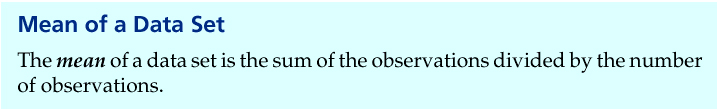 Mean of a Data Set
The mean of a data set is the sum of the observations divided by the number
of observations.